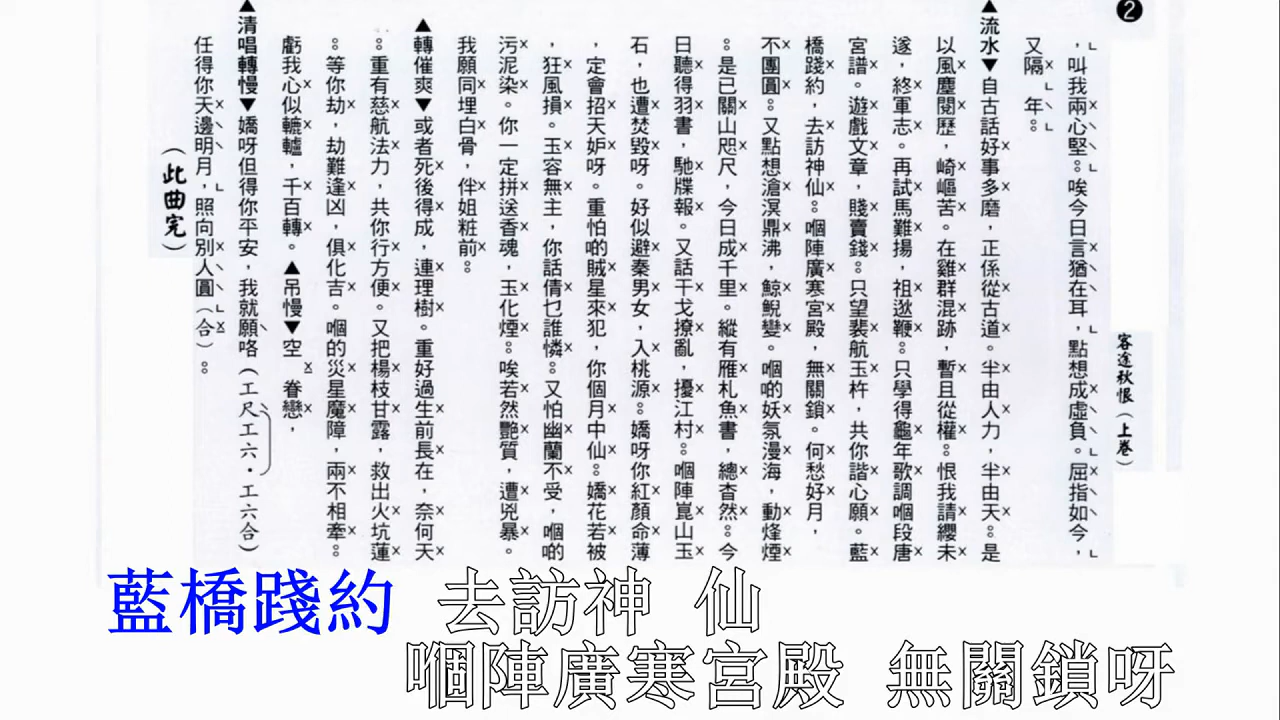 ❷
客途秋恨（上卷）
，叫我兩心堅。唉今日言猶在耳，點想成虛負。屈指如今，
又隔 年。
▲流水▼自古話好事多磨，正係從古道。半由人力，半由天。是
以風塵閱歷，崎嶇苦。在雞群混跡，暫且從權。恨我請纓未
遂，終軍志。再試馬難揚，祖逖鞭。只學得龜年歌調嗰段唐
宮譜。遊戲文章，賤賣錢。只望裴航玉杵，共你諧心願。藍
橋踐約，去訪神仙。嗰陣廣寒宮殿，無關鎖。何愁好月，
不團圓。又點想滄溟鼎沸，鯨鯢變。嗰啲妖氛漫海，動烽煙
。是已關山咫尺，今日成千里。縱有雁札魚書，總杳然。今
日聽得羽書，馳牒報。又話干戈撩亂，擾江村。嗰陣崑山玉
石，也遭焚毀呀。好似避秦男女，入桃源。嬌呀你紅顏命薄
，定會招天妒呀。重怕啲賊星來犯，你個月中仙。嬌花若被
，狂風損。玉容無主，你話倩乜誰憐。又怕幽蘭不受，嗰啲
污泥染。你一定拼送香魂，玉化煙。唉若然艷質，遭兇暴。
我願同埋白骨，伴姐粧前。
▲轉催爽▼或者死後得成，連理樹。重好過生前長在，奈何天
。重有慈航法力，共你行方便。又把楊枝甘露，救出火坑蓮
。等你劫，劫難逢凶，俱化吉。嗰的災星魔障，兩不相牽。
虧我心似轆轤，千百轉。▲吊慢▼空 眷戀，
▲清唱轉慢▼嬌呀但得你平安，我就願咯（工尺工六．工六合）
任得你天邊明月，照向別人圓（合）。
（此曲完）
藍橋踐約 去訪神 仙
嗰陣廣寒宮殿 無關鎖呀